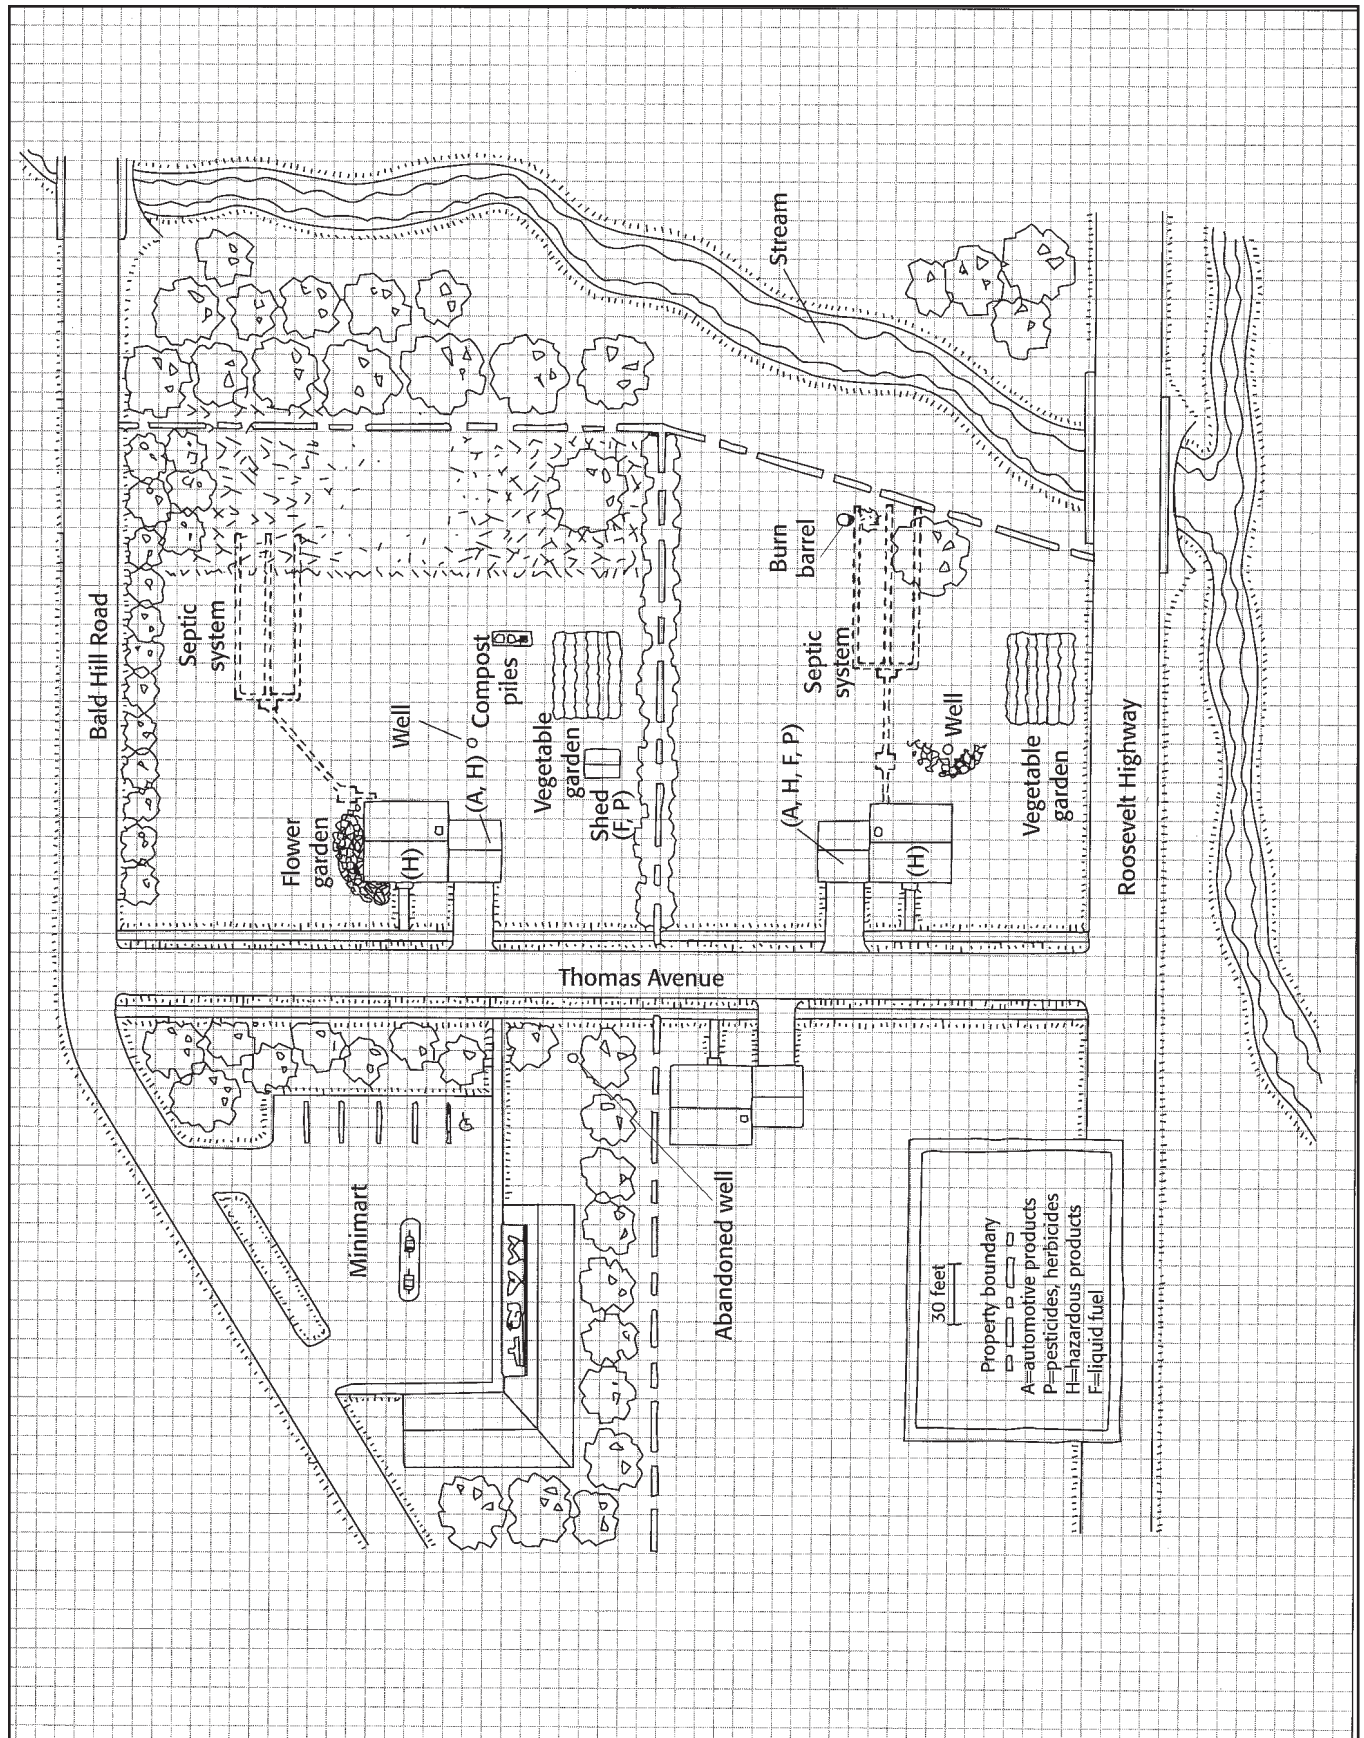 Stream
Bald Hill Road
Septic
system
Well
Compost
piles
(A, H)
Flower
garden
(H)
Vegetable
garden
Shed
(F, P)
Burn
barrel
Septic
system
(A, H, F, P)
Well
(H)
Vegetable
garden
Roosevelt Highway
Thomas Avenue
Minimart
Abandoned well
30 feet
Property boundary
A=automotive products
P=pesticides, herbicides
H=hazardous products
F=liquid fuel